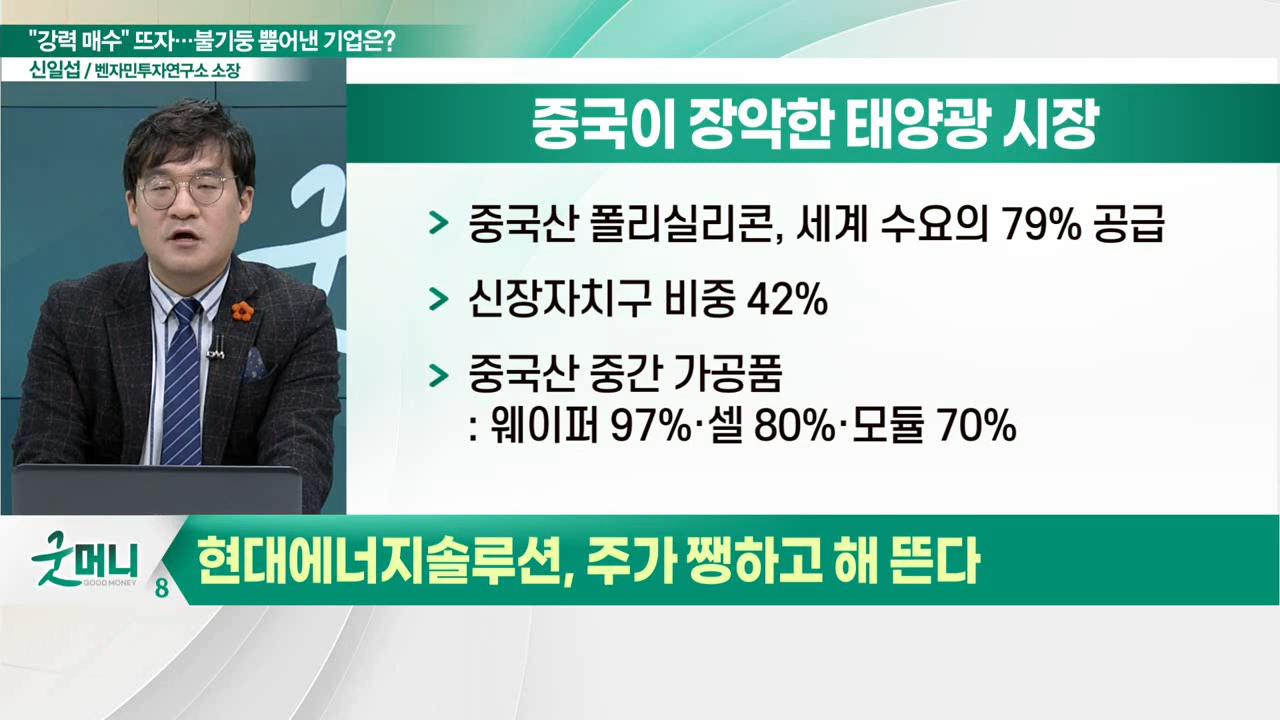 "강력 매수" 뜨자…불기둥 뿜어낸 기업은?
신일섭 / 벤자민투자연구소 소장
중국이 장악한 태양광 시장
> 중국산 폴리실리콘, 세계 수요의 79% 공급
> 신장자치구 비중 42%
> 중국산 중간 가공품
: 웨이퍼 97%·셀 80%·모듈 70%
굿머니
GOOD MONEY
8
현대에너지솔루션, 주가 쨍하고 해 뜬다